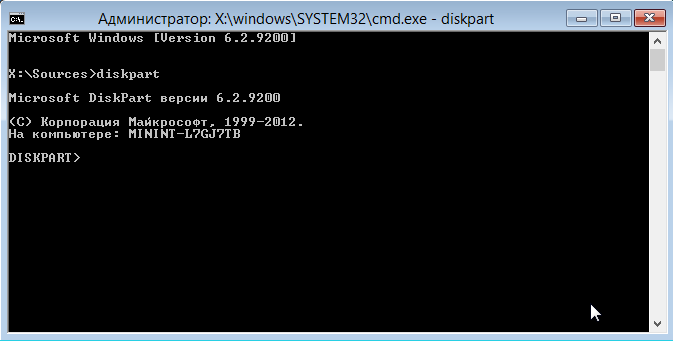 Администратор: X:\windows\SYSTEM32\cmd.exe - diskpart
Microsoft Windows [Version 6.2.9200]
X:\Sources>diskpart
Microsoft DiskPart версии 6.2.9200
(C) Корпорация Майкрософт, 1999-2012.
На компьютере: MININT-L7GJ7TB
DISKPART>